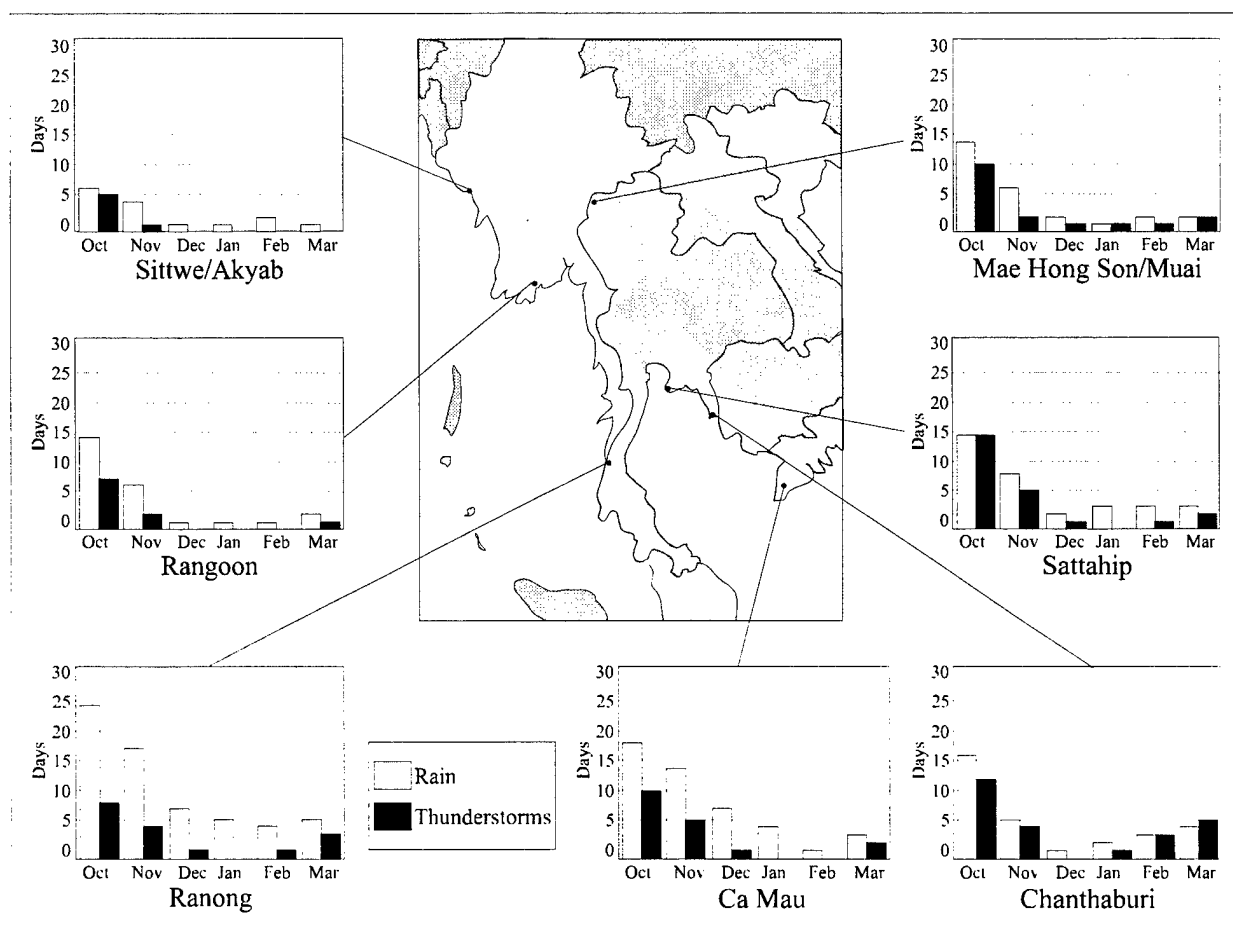 30
25
20
15
10
5
0
Days
Oct Nov Dec Jan Feb Mar
Sittwe/Akyab
30
25
20
15
10
5
0
Days
Oct Nov Dec Jan Feb Mar
Mae Hong Son/Muai
30
25
20
15
10
5
0
Days
Oct Nov Dec Jan Feb Mar
Rangoon
30
25
20
15
10
5
0
Days
Oct Nov Dec Jan Feb Mar
Sattahip
30
25
20
15
10
5
0
Days
Oct Nov Dec Jan Feb Mar
Ranong
Rain
Thunderstorms
30
25
20
15
10
5
0
Days
Oct Nov Dec Jan Feb Mar
Ca Mau
30
25
20
15
10
5
0
Days
Oct Nov Dec Jan Feb Mar
Chanthaburi